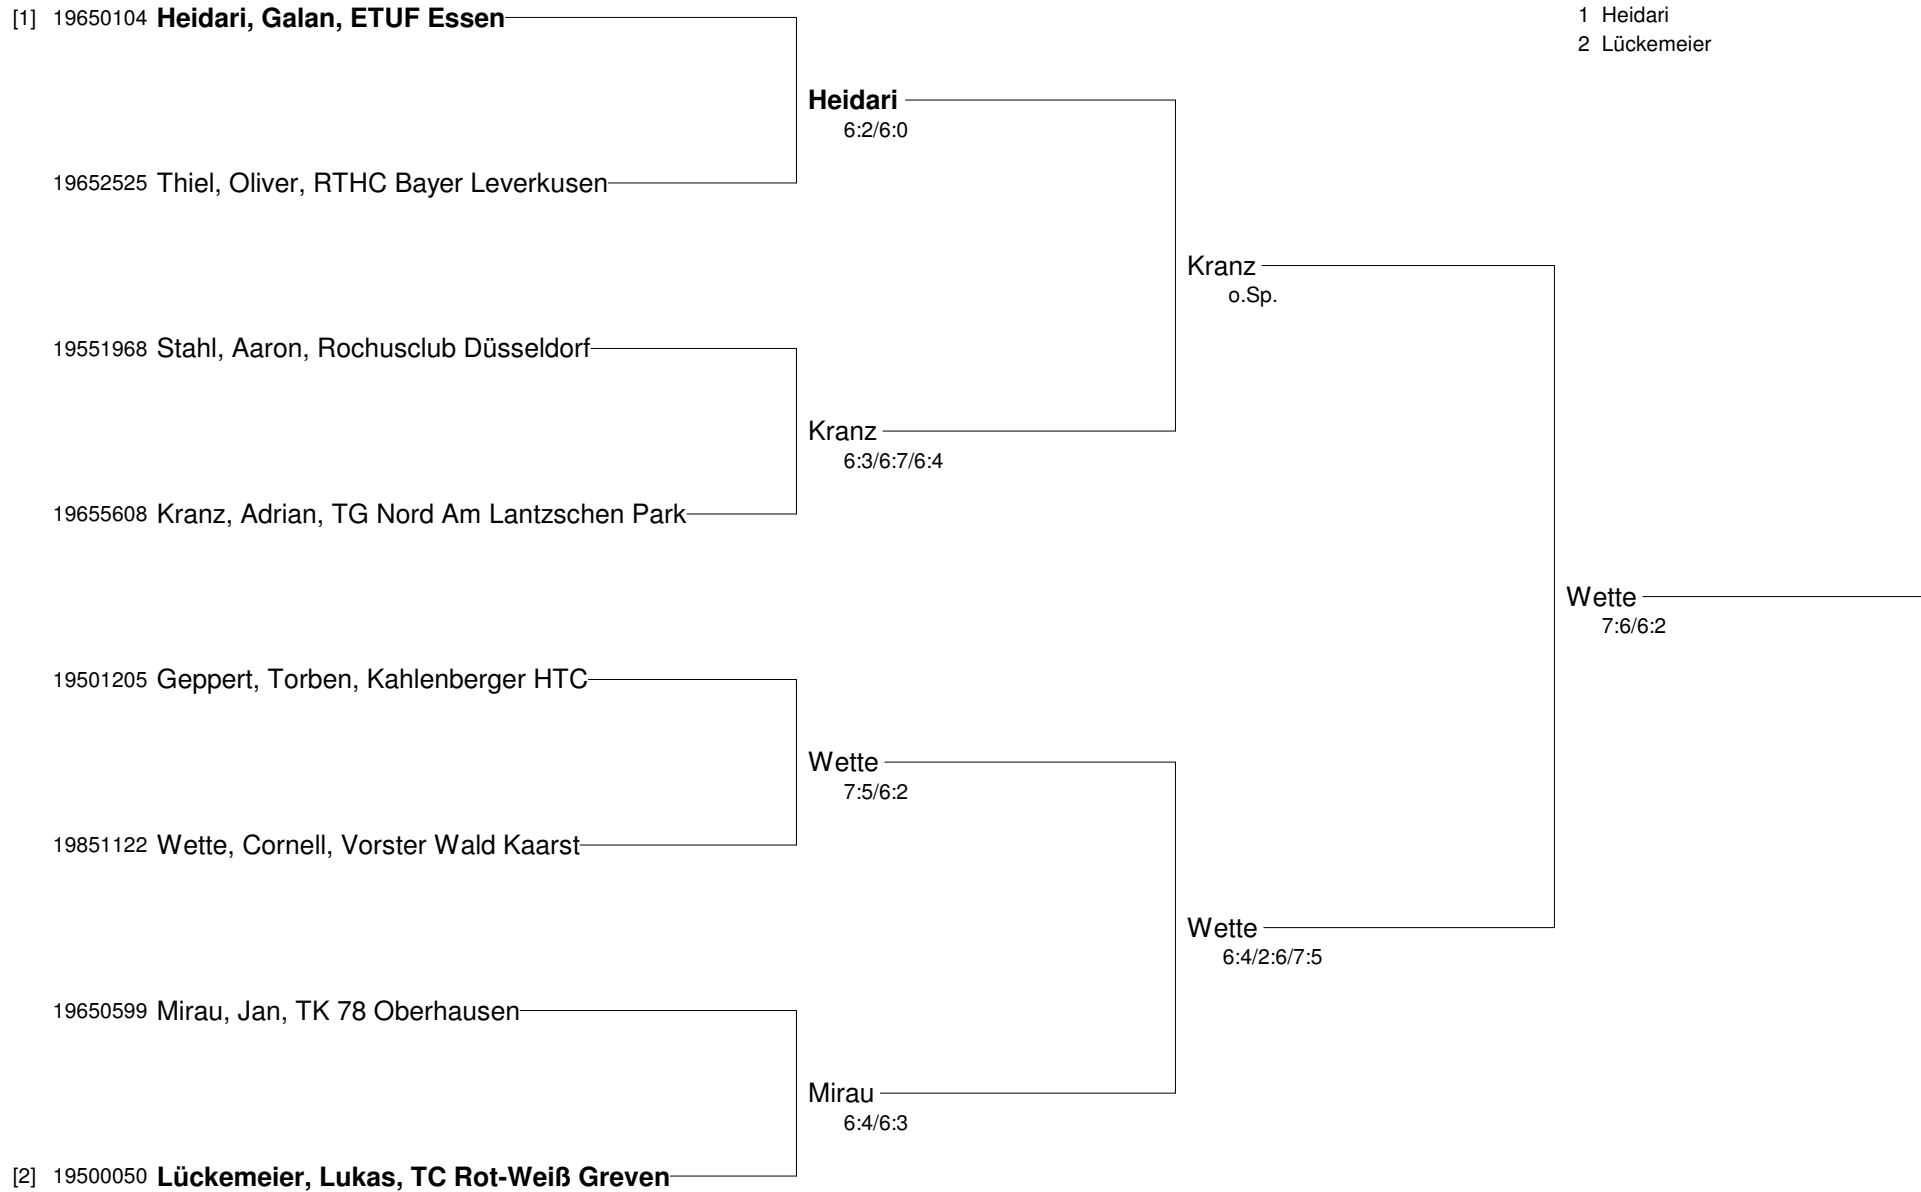 [1] 19650104 Heidari, Galan, ETUF Essen
1 Heidari
2 Lückemeier
Heidari
6:2/6:0
19652525 Thiel, Oliver, RTHC Bayer Leverkusen
Kranz
o.Sp.
19551968 Stahl, Aaron, Rochusclub Düsseldorf
Kranz
6:3/6:7/6:4
19655608 Kranz, Adrian, TG Nord Am Lantzschen Park
Wette
7:6/6:2
19501205 Geppert, Torben, Kahlenberger HTC
Wette
7:5/6:2
19851122 Wette, Cornell, Vorster Wald Kaarst
Wette
6:4/2:6/7:5
19650599 Mirau, Jan, TK 78 Oberhausen
Mirau
6:4/6:3
[2] 19500050 Lückemeier, Lukas, TC Rot-Weiß Greven